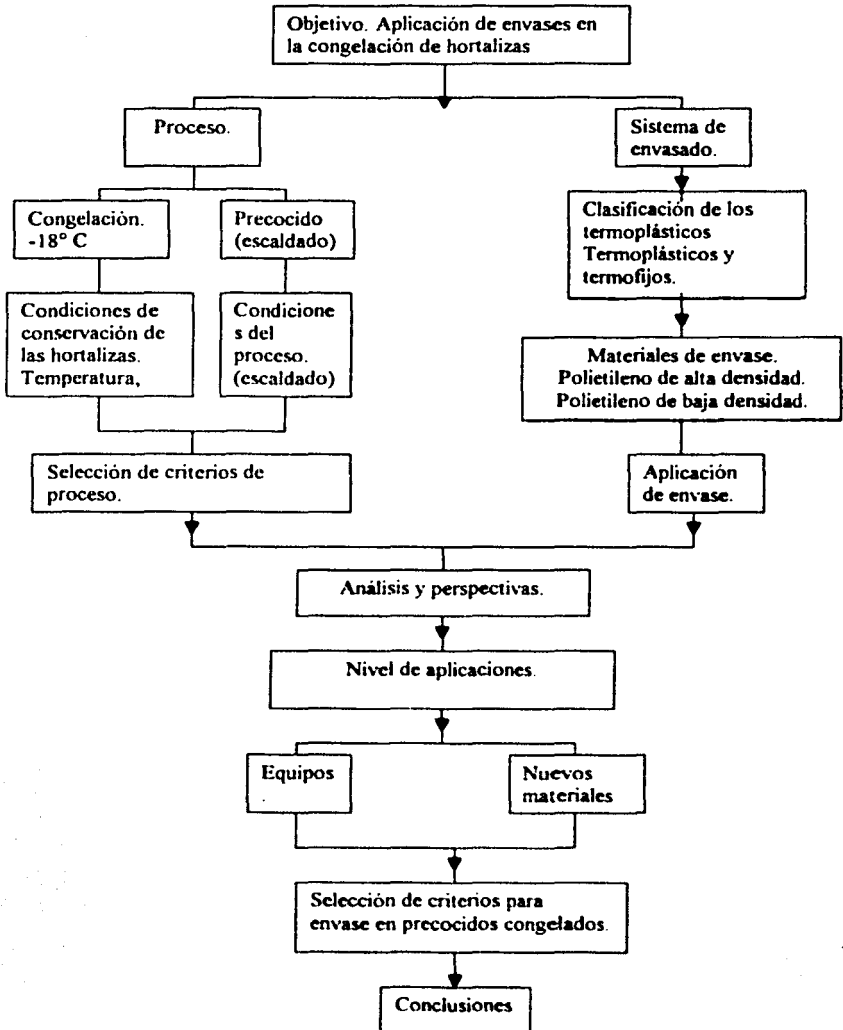 Objetivo. Aplicación de envases en
la congelación de hortalizas
Proceso.
Sistema de
envasado.
Congelación.
-18° C
Precocido
(escaldado)
Clasificación de los
termoplásticos
Termoplásticos y
termofijos.
Condiciones de
conservación de
las hortalizas.
Temperatura,
Condicione
s del
proceso.
(escaldado)
Materiales de envase.
Polietileno de alta densidad.
Polietileno de baja densidad.
Selección de criterios de
proceso.
Aplicación
de envase.
Análisis y perspectivas.
Nivel de aplicaciones.
Equipos
.
Nuevos
materiales
Selección de criterios para
envase en precocidos congelados.
Conclusiones